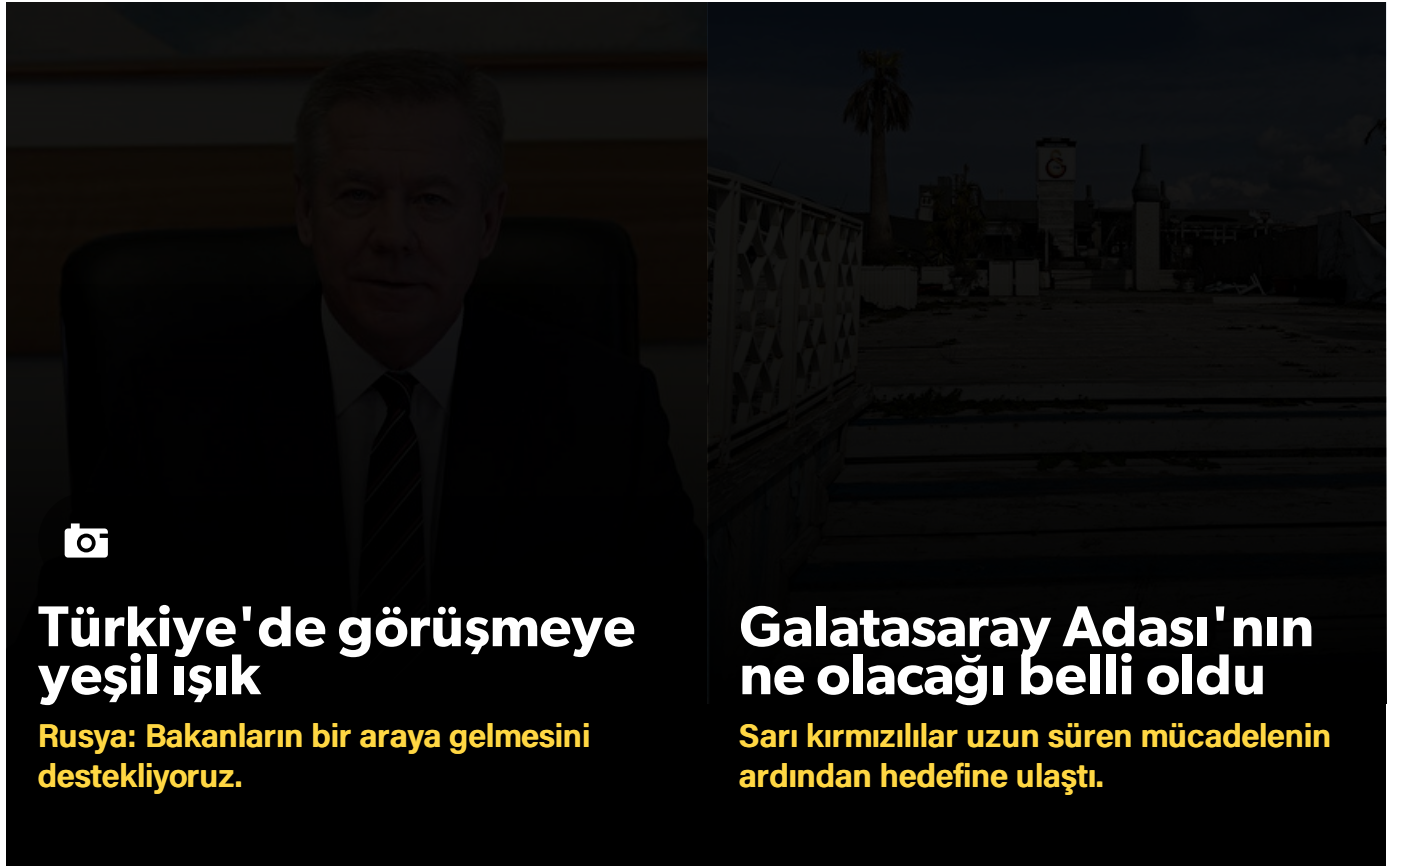 Türkiye'de görüşmeye
yeşil ışık
Rusya: Bakanların bir araya gelmesini
destekliyoruz.
Galatasaray Adası'nın
ne olacağı belli oldu
Sarı kırmızılılar uzun süren mücadelenin
ardından hedefine ulaştı.